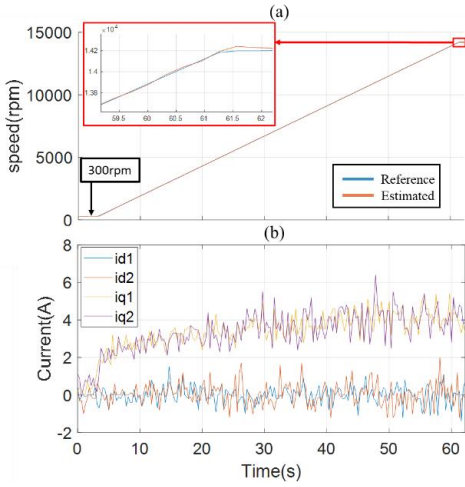 (a)
×10⁴
1.42
1.4
1.38
59.5 60 60.5 61 61.5 62
15000
10000
5000
0
speed(rpm)
300rpm
Reference
Estimated
(b)
8
6
4
2
0
-2
Current(A)
id1
id2
iq1
iq2
0 10 20 30 40 50 60
Time(s)